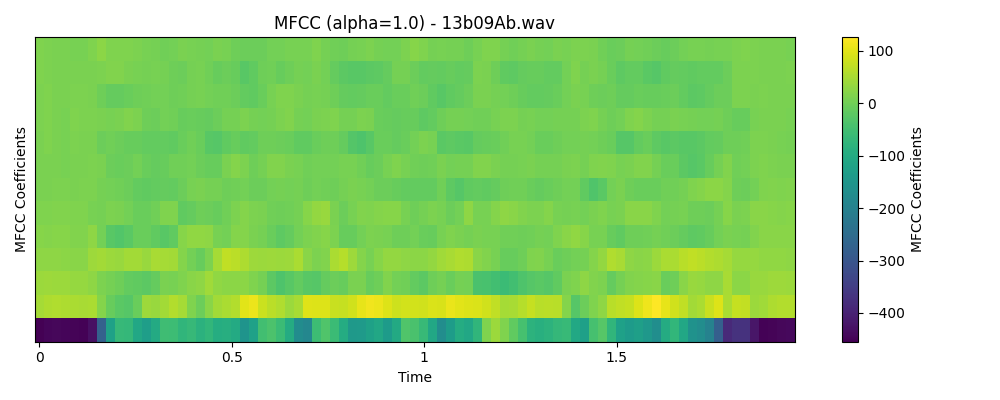 MFCC (alpha=1.0) - 13b09Ab.wav
MFCC Coefficients
0
0.5
1
1.5
Time
100
0
−100
−200
−300
−400
MFCC Coefficients